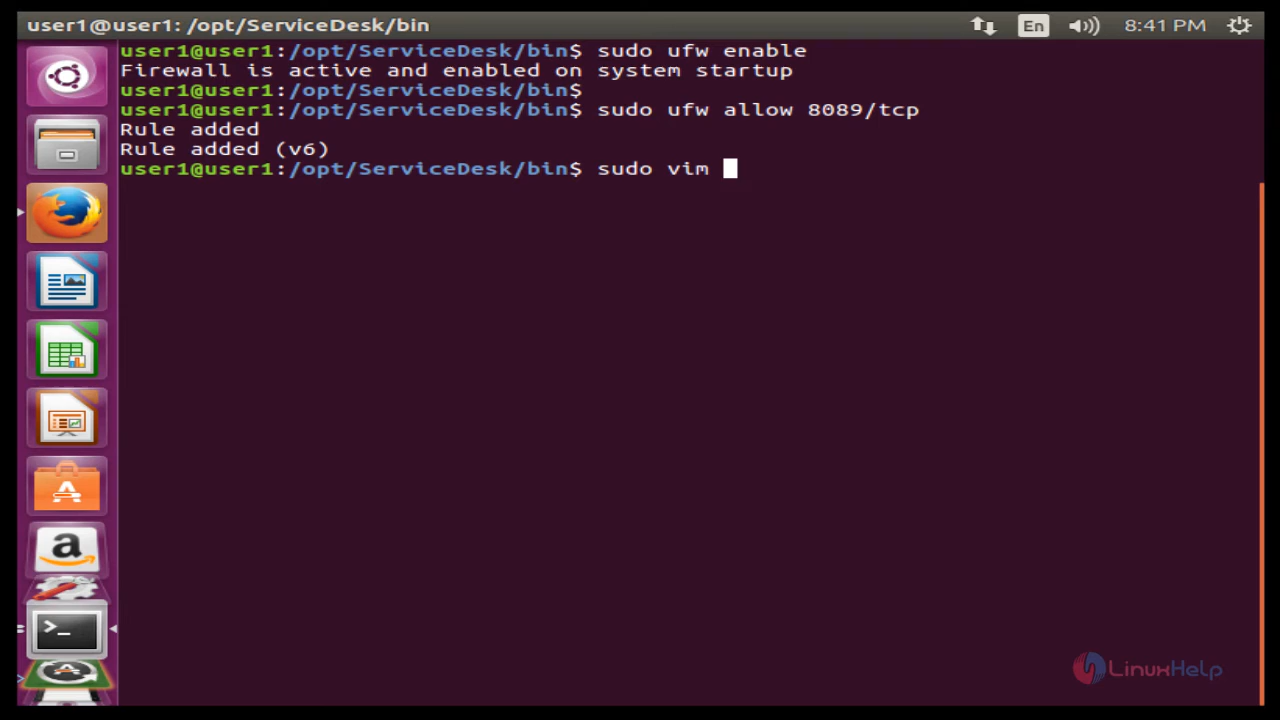 user1@user1: /opt/ServiceDesk/bin En 8:41 PM
user1@user1:/opt/ServiceDesk/bin$ sudo ufw enable
Firewall is active and enabled on system startup
user1@user1:/opt/ServiceDesk/bin$
user1@user1:/opt/ServiceDesk/bin$ sudo ufw allow 8089/tcp
Rule added
Rule added (v6)
user1@user1:/opt/ServiceDesk/bin$ sudo vim
a
>_
LinuxHelp